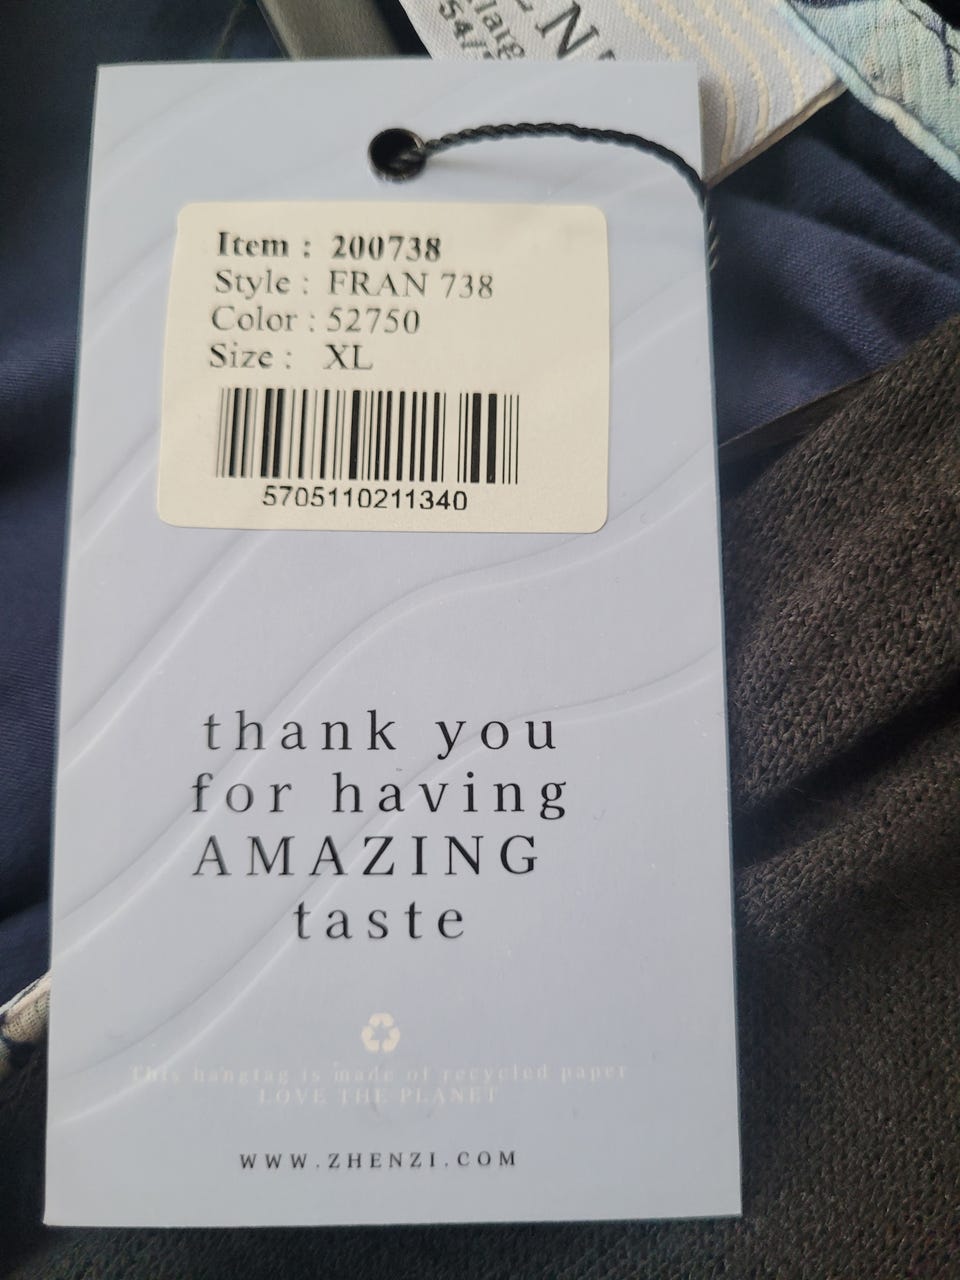 Item : 200738
Style : FRAN 738
Color : 52750
Size : XL
5705110211340
thank you
for having
AMAZING
taste
This hangtag is made of recycled paper
LOVE THE PLANET
WWW.ZHENZI.COM